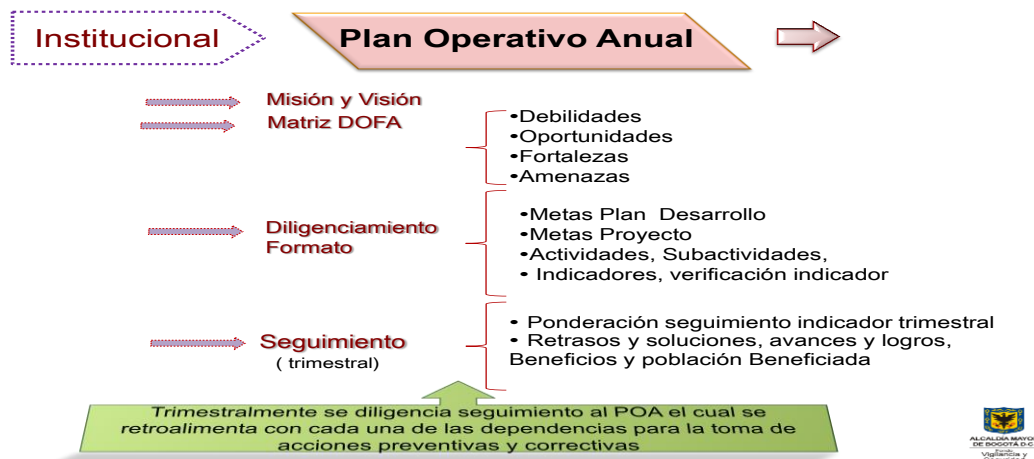 Institucional
Plan Operativo Anual
Misión y Visión
Matriz DOFA
•Debilidades
•Oportunidades
•Fortalezas
•Amenazas
Diligenciamiento
Formato
•Metas Plan Desarrollo
•Metas Proyecto
•Actividades, Subactividades,
• Indicadores, verificación indicador
Seguimiento
( trimestral)
• Ponderación seguimiento indicador trimestral
• Retrasos y soluciones, avances y logros,
Beneficios y población Beneficiada
Trimestralmente se diligencia seguimiento al POA el cual se
retroalimenta con cada una de las dependencias para la toma de
acciones preventivas y correctivas
ALCALDÍA MAYO
DE BOGOTÁ D.C
Vigilancia y